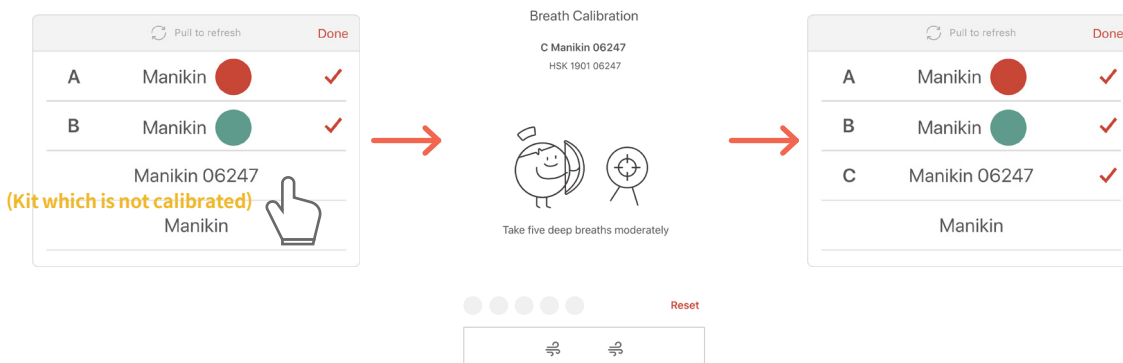 Pull to refresh Done
A Manikin
B Manikin
Manikin 06247
(Kit which is not calibrated)
Manikin
Breath Calibration
C Manikin 06247
HSK 1901 06247
Take five deep breaths moderately
Reset
Pull to refresh Done
A Manikin
B Manikin
C Manikin 06247
Manikin